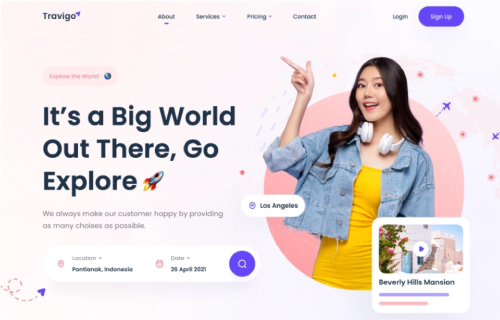 Travigo
About
Services
Pricing
Contact
Login
Sign Up
Explore the World
It's a Big World
Out There, Go
Explore
We always make our customer happy by providing
as many choises as possible.
Los Angeles
Location
Pontianak, Indonesia
Date
26 April 2021
Beverly Hills Mansion